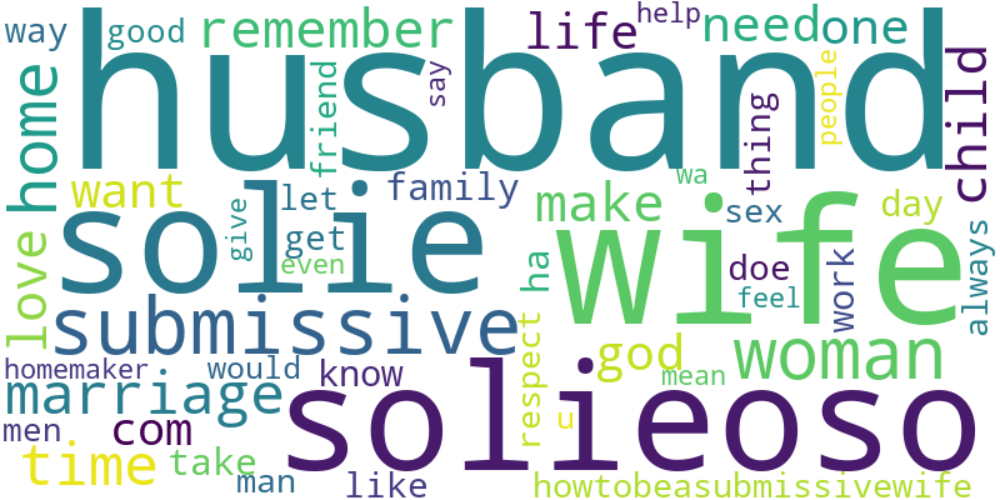 way good remember life help need one
husband
home friend say thing people child
want let family wa
solie give get even make sex day
love ha wife doe feel work always
submissive
homemaker would know respect god mean woman
marriage u
men com solieoso
time take man like howtobeasubmissivewife